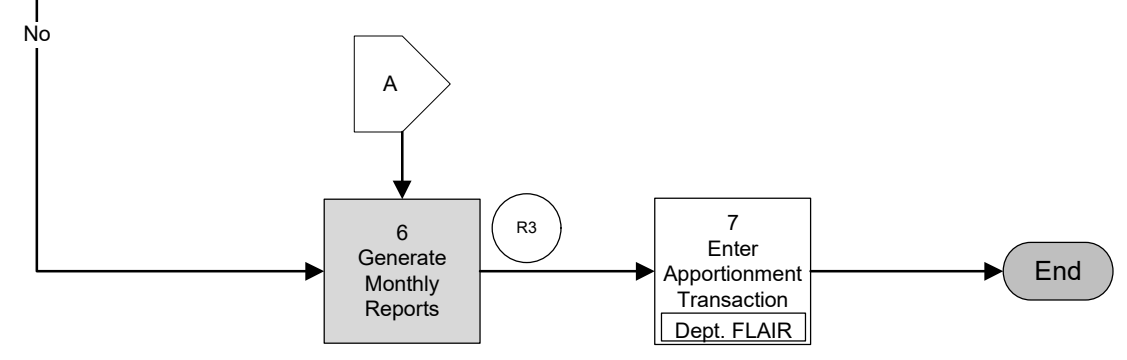 No
A
6
Generate
Monthly
Reports
R3
7
Enter
Apportionment
Transaction
Dept. FLAIR
End